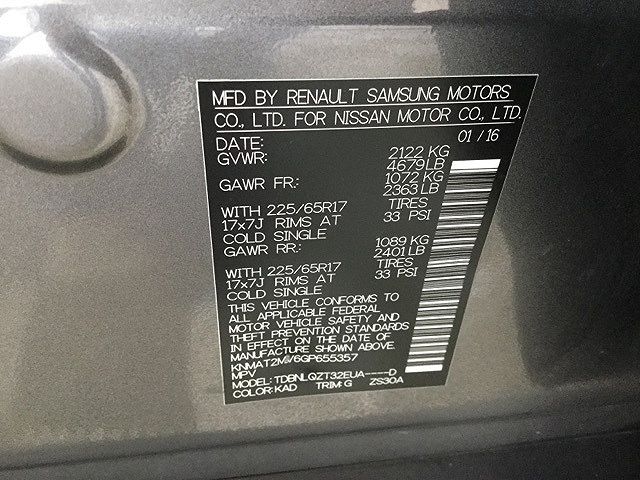 MFD BY RENAULT SAMSUNG MOTORS
CO., LTD. FOR NISSAN MOTOR CO., LTD.
DATE: 01/16
GVWR: 2122 KG
4679 LB
GAWR FR: 1072 KG
2363 LB
WITH 225/65R17 TIRES
17x7J RIMS AT 33 PSI
COLD SINGLE
GAWR RR: 1089 KG
2401 LB
WITH 225/65R17 TIRES
17x7J RIMS AT 33 PSI
COLD SINGLE
THIS VEHICLE CONFORMS TO
ALL APPLICABLE FEDERAL
MOTOR VEHICLE SAFETY AND
THEFT PREVENTION STANDARDS
IN EFFECT ON THE DATE OF
MANUFACTURE SHOWN ABOVE
KNMAT2MV6GP655357
MPV
MODEL: TDBNLQZT32EUA----D
COLOR: KAD TRIM: G ZS30A